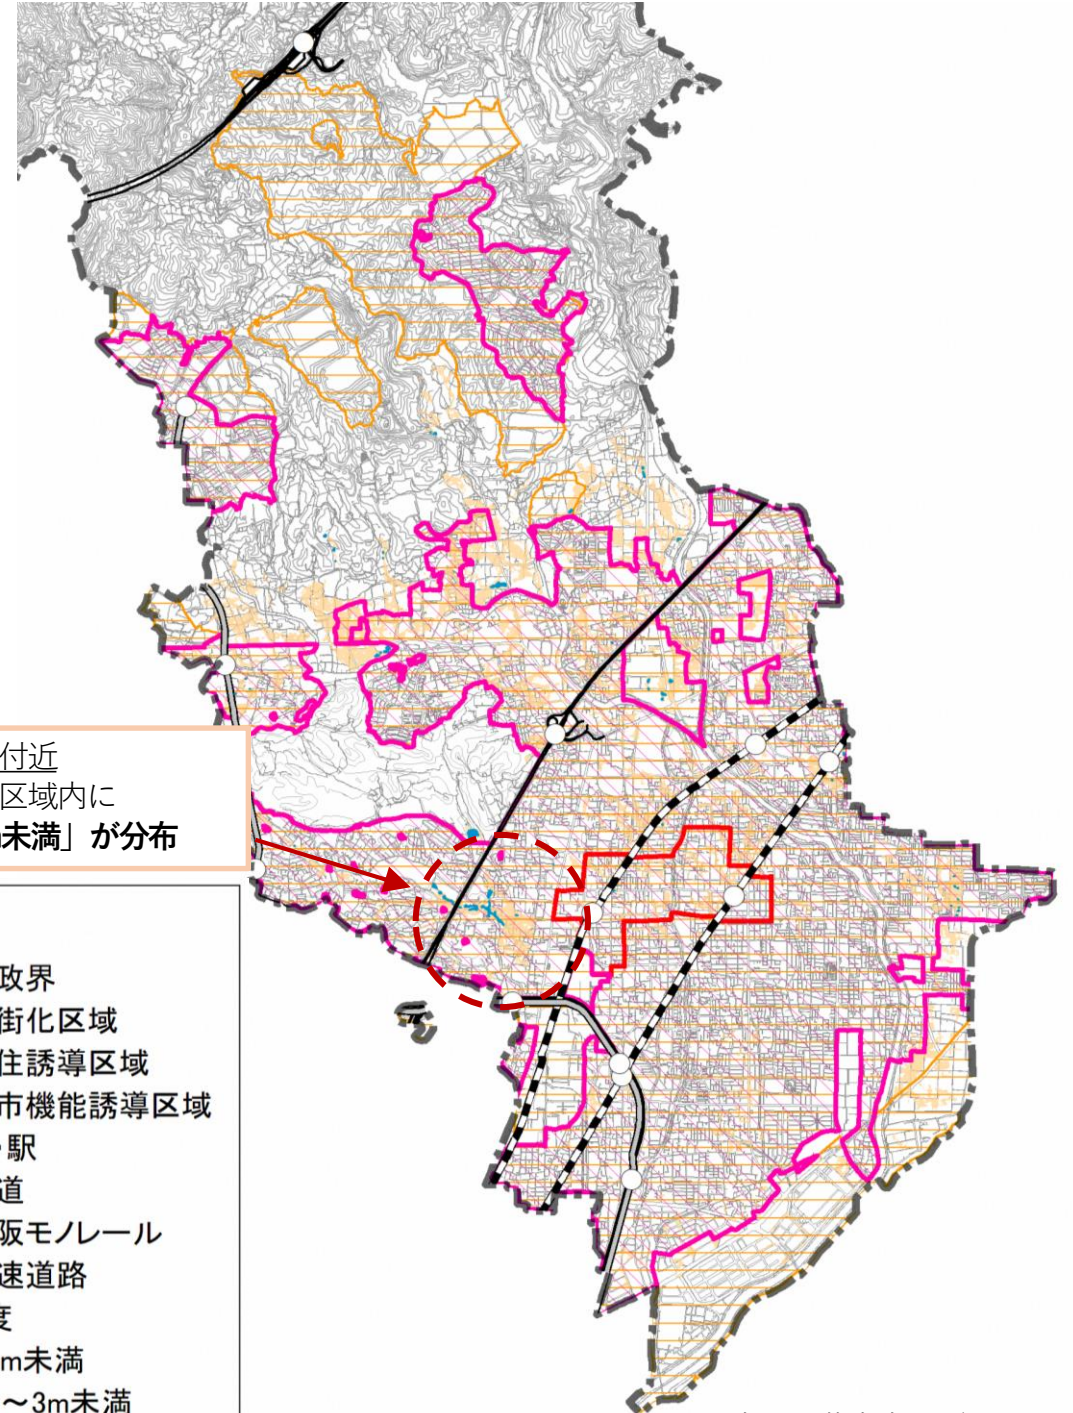 付近
区域内に
未満」が分布
政界
街化区域
住誘導区域
市機能誘導区域
駅
道
阪モノレール
速道路
度
m未満
～3m未満